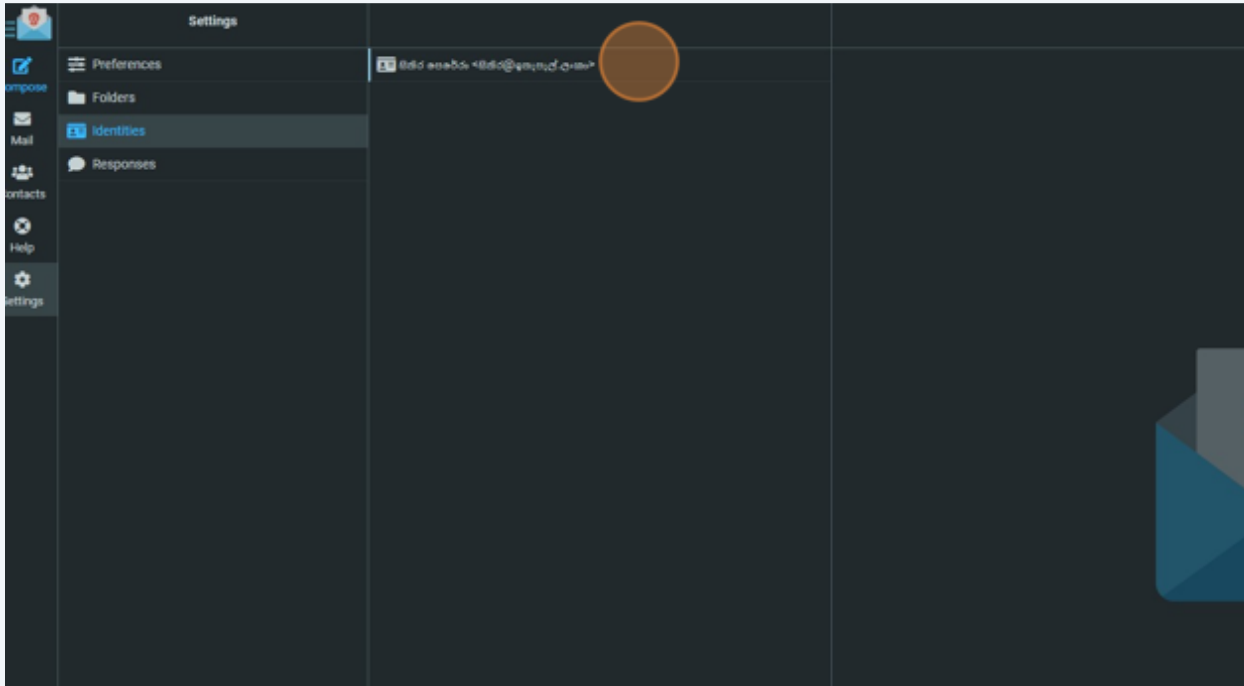 Settings
ompose
Mail
ontacts
Help
ettings
Preferences
Folders
Identities
Responses